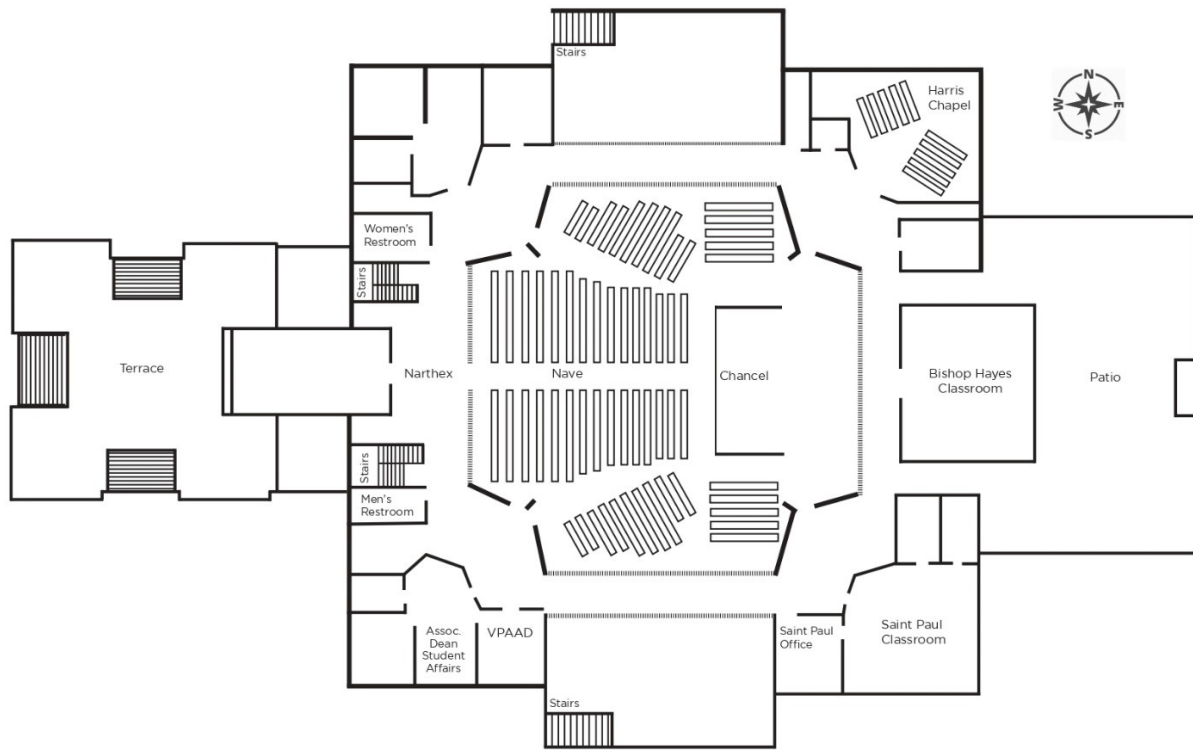 Stairs
Harris
Chapel
N
W
E
S
Women's
Restroom
Stairs
Terrace
Narthex
Nave
Chancel
Bishop Hayes
Classroom
Patio
Stairs
Men's
Restroom
Assoc.
Dean
Student
Affairs
VPAAD
Saint Paul
Office
Saint Paul
Classroom
Stairs